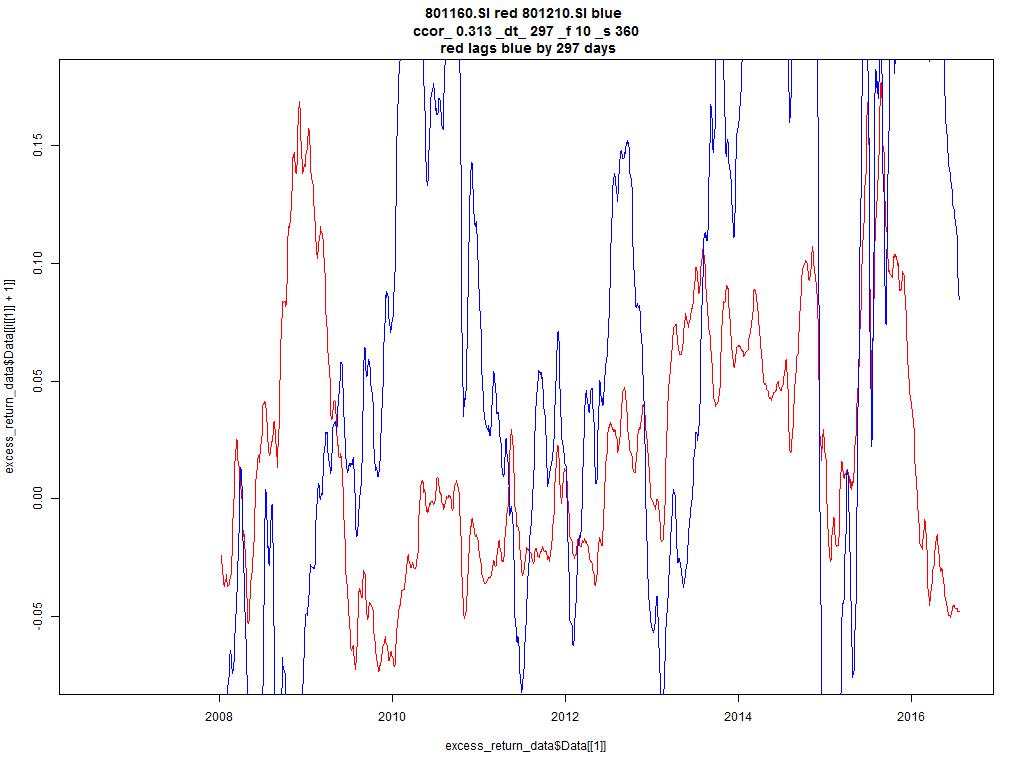 801160.SI red 801210.SI blue
ccor_ 0.313 _dt_ 297 _f 10 _s 360
red lags blue by 297 days
excess_return_data$Data[[i[[1]] + 1]]
0.15
0.10
0.05
0.00
-0.05
2008
2010
2012
2014
2016
excess_return_data$Data[[1]]